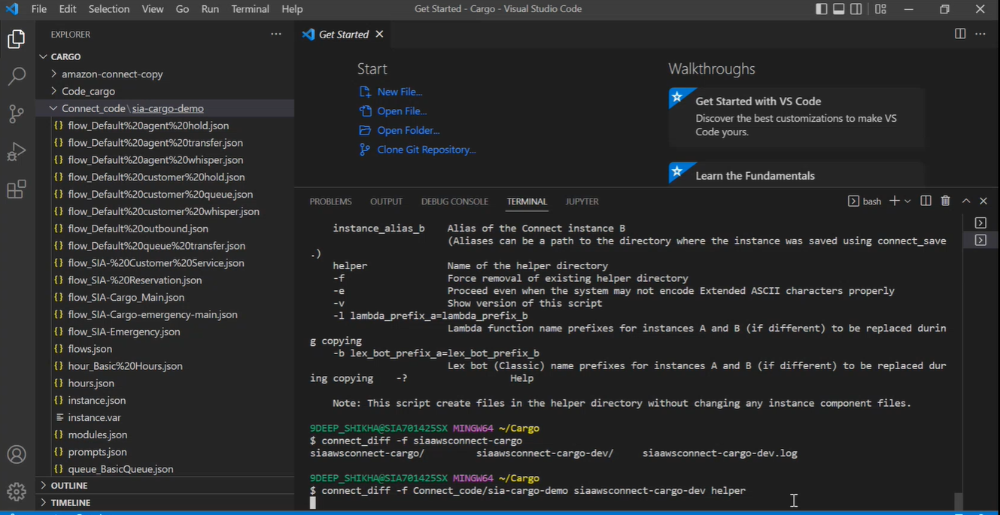 File Edit Selection View Go Run Terminal Help
Get Started - Cargo - Visual Studio Code
EXPLORER
CARGO
amazon-connect-copy
Code_cargo
Connect_code\sia-cargo-demo
flow_Default%20agent%20hold.json
flow_Default%20agent%20transfer.json
flow_Default%20agent%20whisper.json
flow_Default%20customer%20hold.json
flow_Default%20customer%20queue.json
flow_Default%20customer%20whisper.json
flow_Default%20outbound.json
flow_Default%20queue%20transfer.json
flow_SIA-%20Customer%20Service.json
flow_SIA-%20Reservation.json
flow_SIA-Cargo_Main.json
flow_SIA-Cargo-emergency-main.json
flow_SIA-Emergency.json
flows.json
hour_Basic%20Hours.json
hours.json
instance.json
instance.var
modules.json
prompts.json
queue_BasicQueue.json
OUTLINE
TIMELINE
Get Started
Start
New File...
Open File...
Open Folder...
Clone Git Repository...
Walkthroughs
Get Started with VS Code
Discover the best customizations to make VS
Code yours.
Learn the Fundamentals
PROBLEMS OUTPUT DEBUG CONSOLE TERMINAL JUPYTER
bash
instance_alias_b Alias of the Connect instance B
(Aliases can be a path to the directory where the instance was saved using connect_save
.)
helper Name of the helper directory
-f Force removal of existing helper directory
-e Proceed even when the system may not encode Extended ASCII characters properly
-v Show version of this script
-l lambda_prefix_a=lambda_prefix_b
Lambda function name prefixes for instances A and B (if different) to be replaced durin
g copying
-b lex_bot_prefix_a=lex_bot_prefix_b
Lex bot (Classic) name prefixes for instances A and B (if different) to be replaced dur
ing copying -? Help
Note: This script create files in the helper directory without changing any instance component files.
9DEEP_SHIKHA@SIA701425SX MINGW64 ~/Cargo
$ connect_diff -f siaawsconnect-cargo
siaawsconnect-cargo/ siaawsconnect-cargo-dev/ siaawsconnect-cargo-dev.log
9DEEP_SHIKHA@SIA701425SX MINGW64 ~/Cargo
$ connect_diff -f Connect_code/sia-cargo-demo siaawsconnect-cargo-dev helper